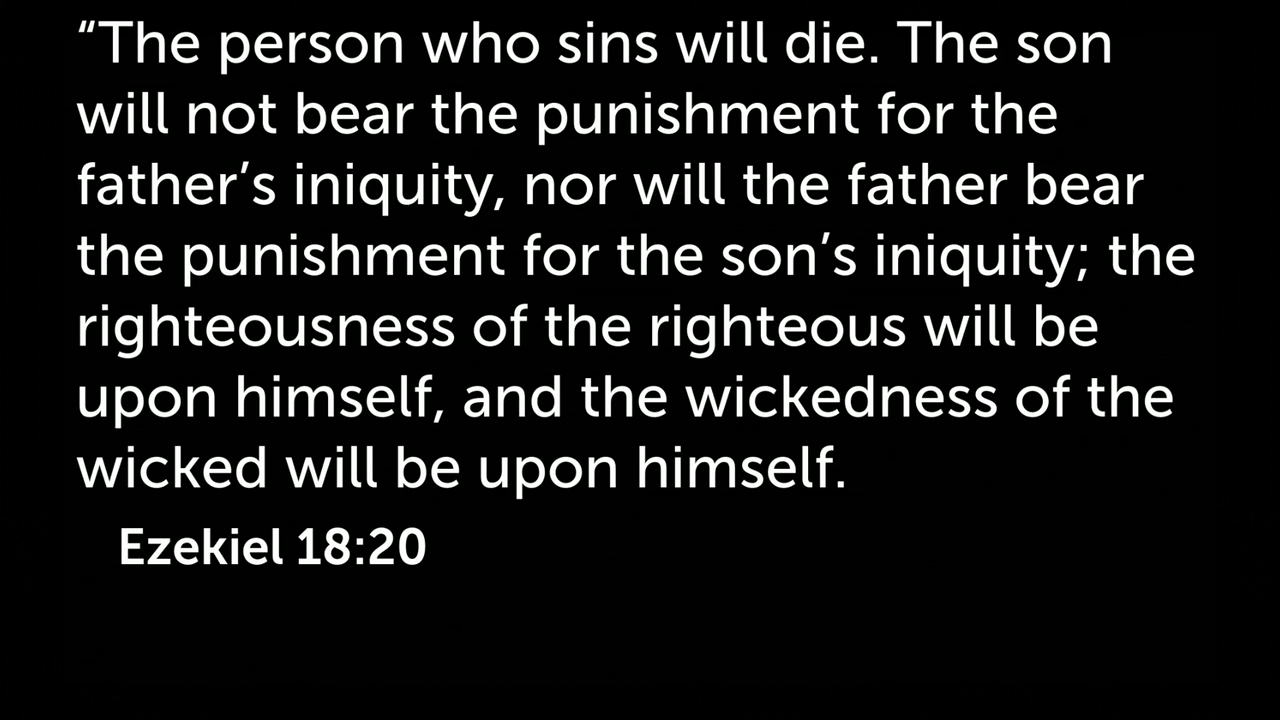 “The person who sins will die. The son
will not bear the punishment for the
father’s iniquity, nor will the father bear
the punishment for the son’s iniquity; the
righteousness of the righteous will be
upon himself, and the wickedness of the
wicked will be upon himself.
Ezekiel 18:20